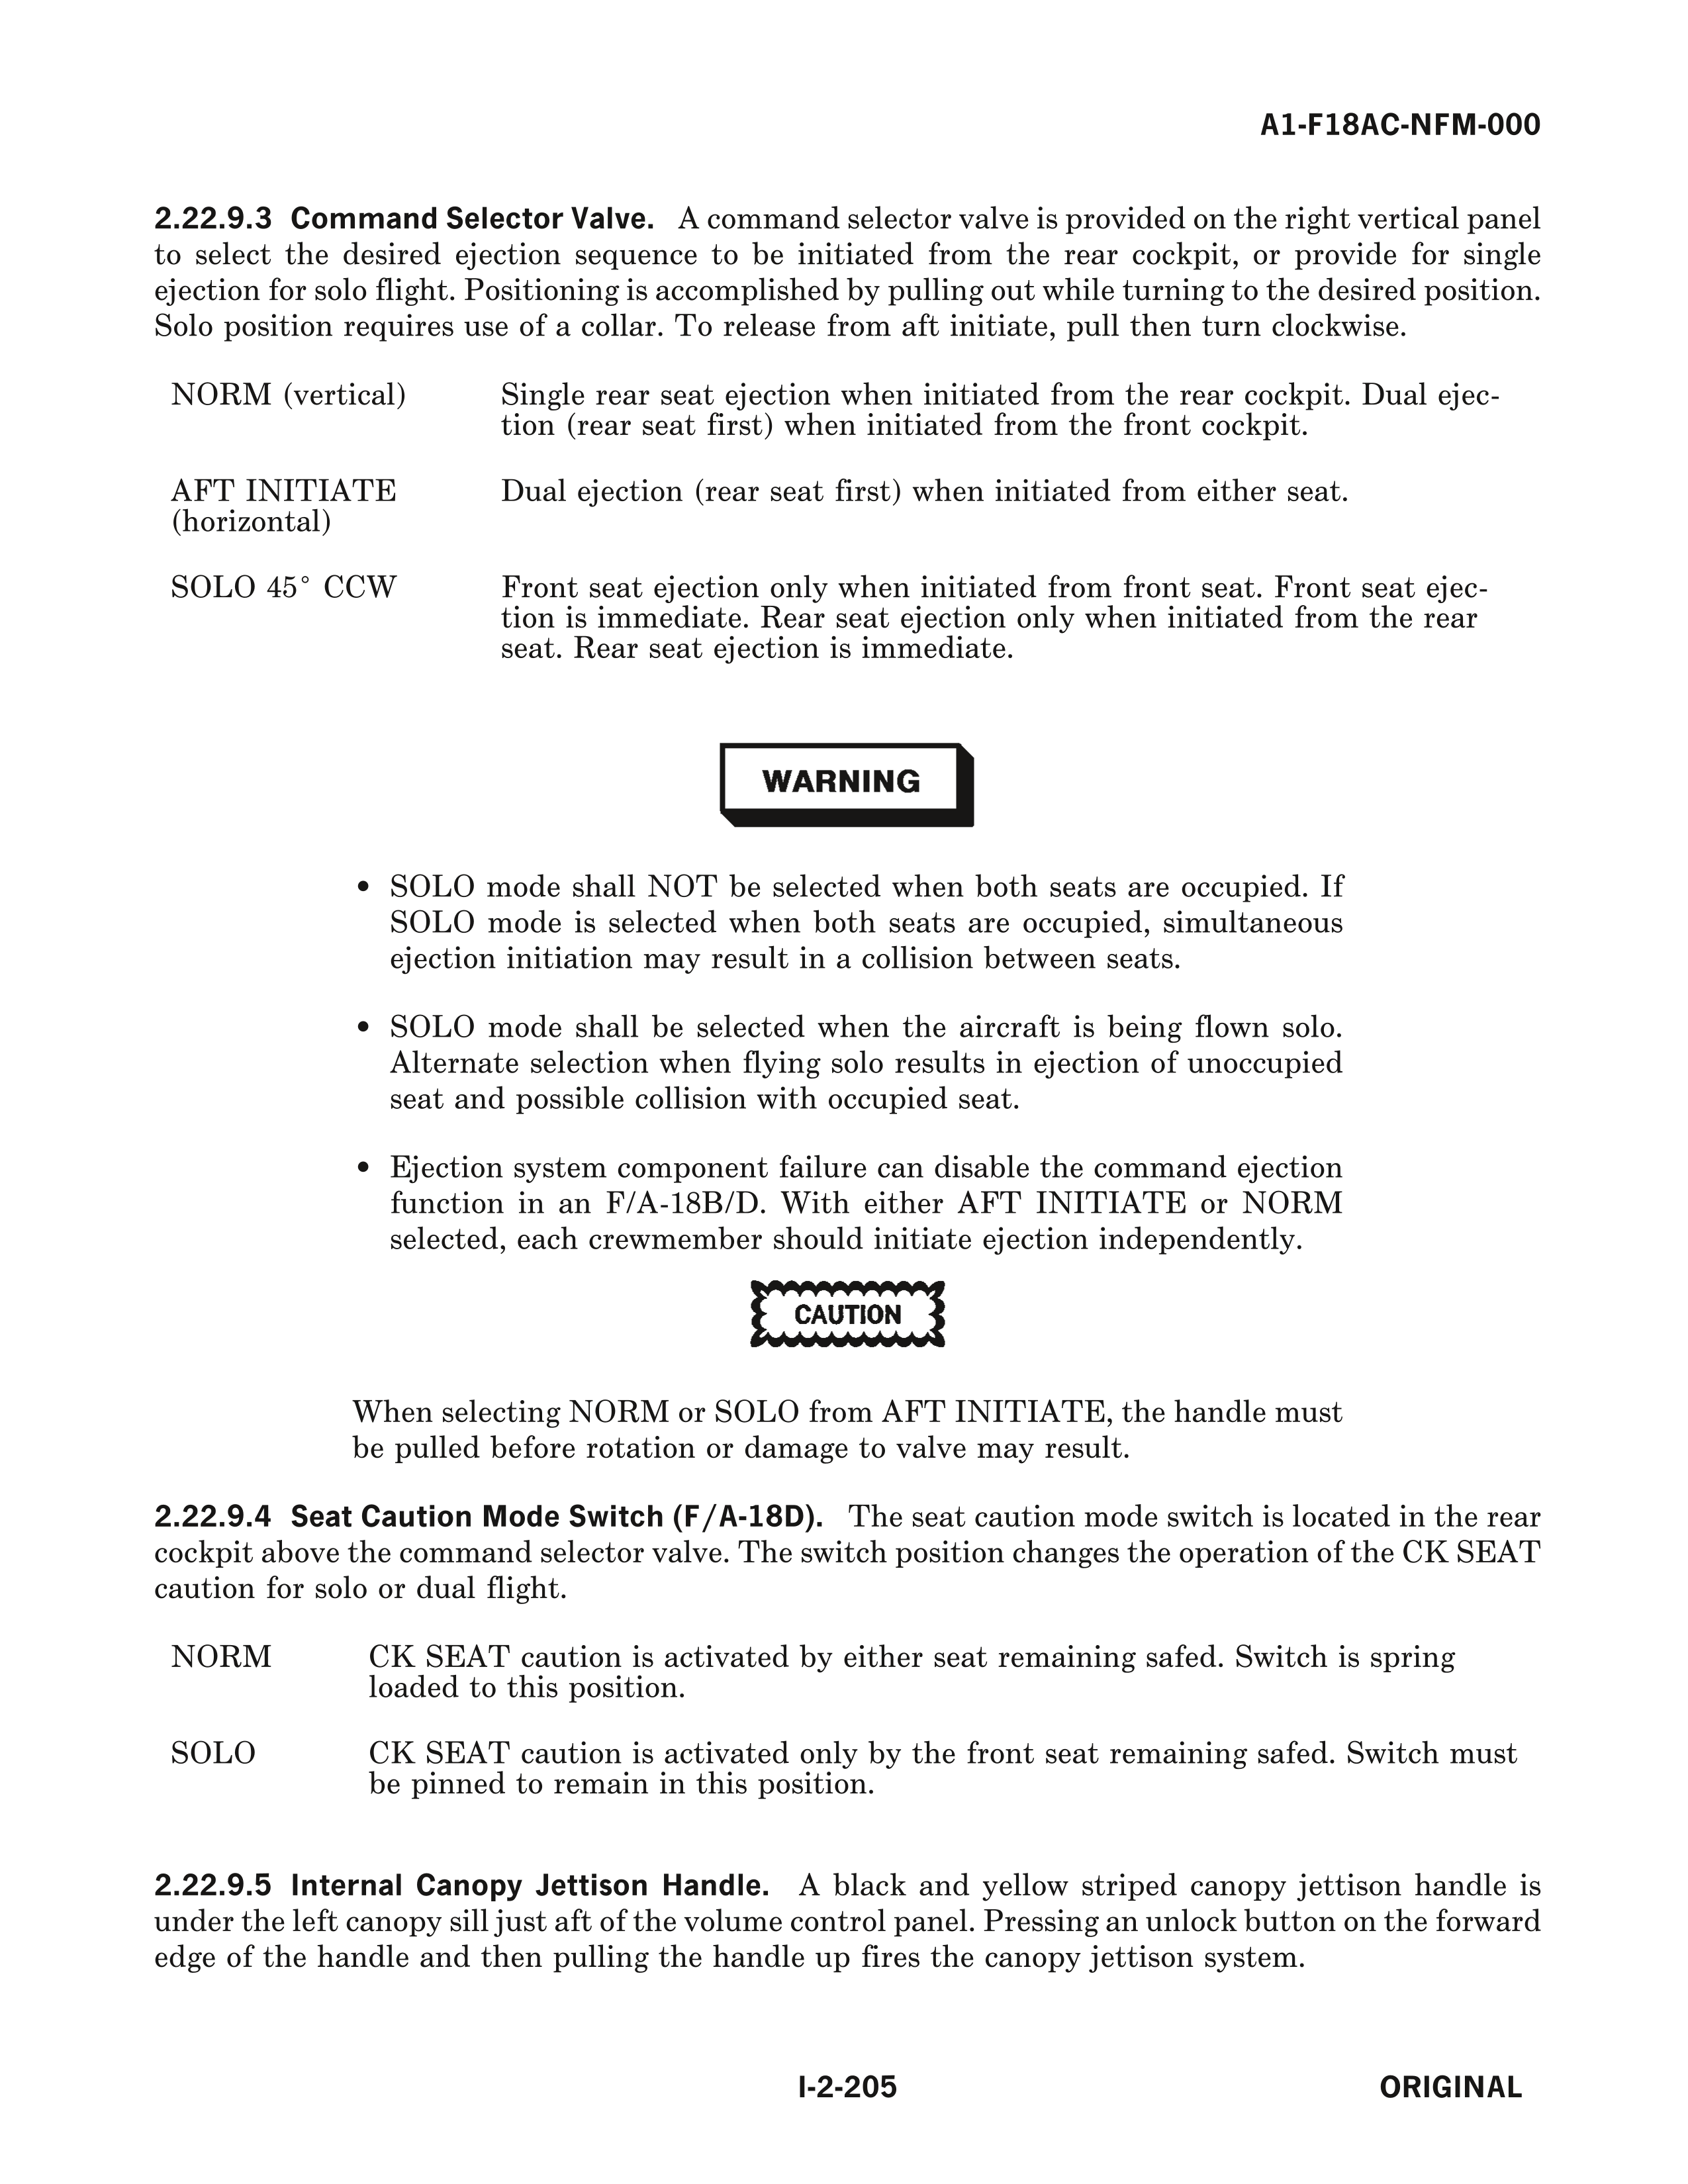 A1-F18AC-NFM-000
2.22.9.3 Command Selector Valve. A command selector valve is provided on the right vertical panel
to select the desired ejection sequence to be initiated from the rear cockpit, or provide for single
ejection for solo flight. Positioning is accomplished by pulling out while turning to the desired position.
Solo position requires use of a collar. To release from aft initiate, pull then turn clockwise.
NORM (vertical) Single rear seat ejection when initiated from the rear cockpit. Dual ejec-
tion (rear seat first) when initiated from the front cockpit.
AFT INITIATE Dual ejection (rear seat first) when initiated from either seat.
(horizontal)
SOLO 45° CCW Front seat ejection only when initiated from front seat. Front seat ejec-
tion is immediate. Rear seat ejection only when initiated from the rear
seat. Rear seat ejection is immediate.
WARNING
• SOLO mode shall NOT be selected when both seats are occupied. If
SOLO mode is selected when both seats are occupied, simultaneous
ejection initiation may result in a collision between seats.
• SOLO mode shall be selected when the aircraft is being flown solo.
Alternate selection when flying solo results in ejection of unoccupied
seat and possible collision with occupied seat.
• Ejection system component failure can disable the command ejection
function in an F/A-18B/D. With either AFT INITIATE or NORM
selected, each crewmember should initiate ejection independently.
CAUTION
When selecting NORM or SOLO from AFT INITIATE, the handle must
be pulled before rotation or damage to valve may result.
2.22.9.4 Seat Caution Mode Switch (F/A-18D). The seat caution mode switch is located in the rear
cockpit above the command selector valve. The switch position changes the operation of the CK SEAT
caution for solo or dual flight.
NORM CK SEAT caution is activated by either seat remaining safed. Switch is spring
loaded to this position.
SOLO CK SEAT caution is activated only by the front seat remaining safed. Switch must
be pinned to remain in this position.
2.22.9.5 Internal Canopy Jettison Handle. A black and yellow striped canopy jettison handle is
under the left canopy sill just aft of the volume control panel. Pressing an unlock button on the forward
edge of the handle and then pulling the handle up fires the canopy jettison system.
I-2-205 ORIGINAL